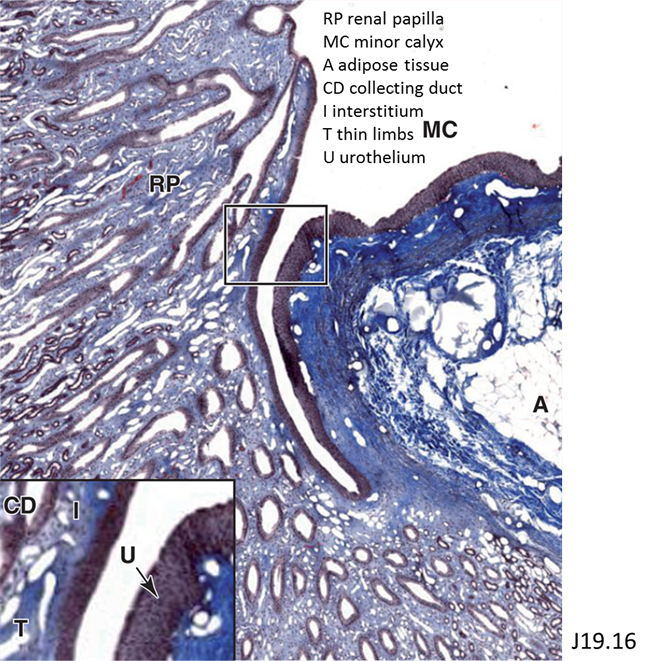 RP renal papilla
MC minor calyx
A adipose tissue
CD collecting duct
I interstitium
T thin limbs
U urothelium
MC
RP
A
CD
I
U
T
J19.16